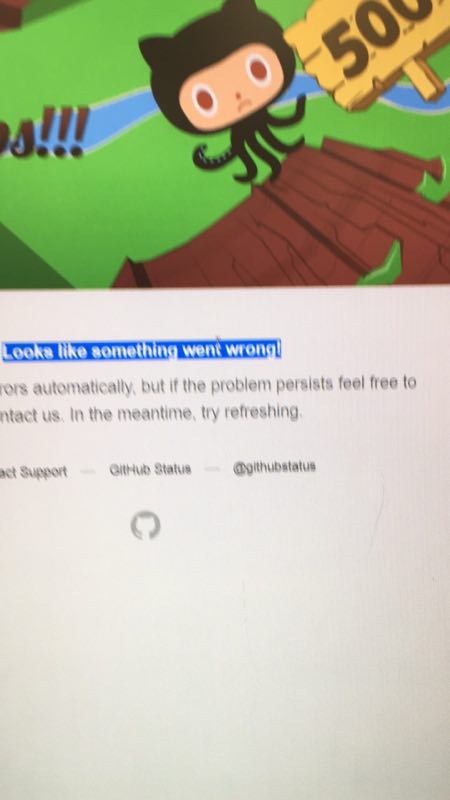 500
s!!!
Looks like something went wrong!
rors automatically, but if the problem persists feel free to
ntact us. In the meantime, try refreshing.
act Support — GitHub Status — @githubstatus